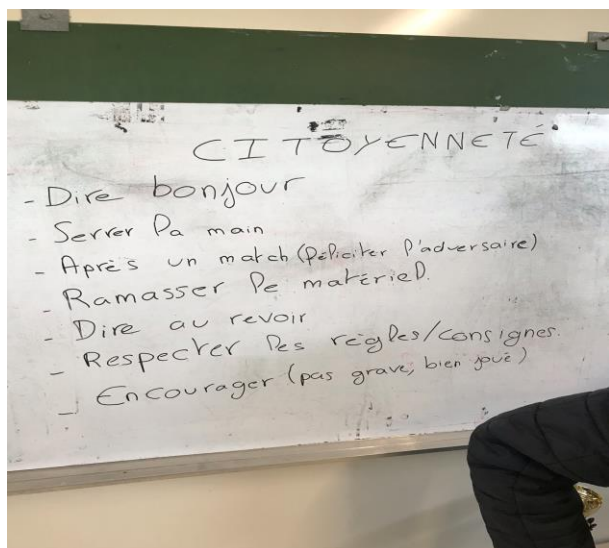 CITOYENNETÉ
- Dire bonjour
- Serrer la main
- Après un match (féliciter l'adversaire)
- Ramasser le matériel.
- Dire au revoir
- Respecter les règles/consignes.
- Encourager (pas grave, bien joué)